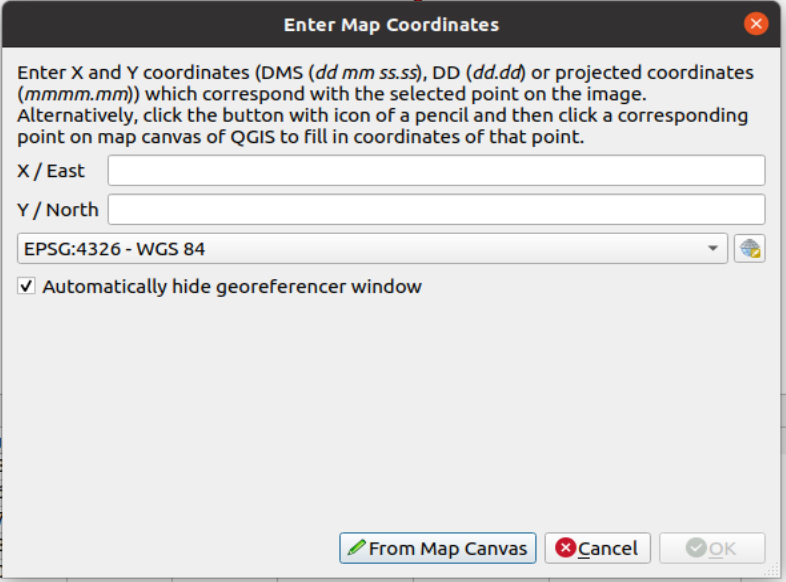 Enter Map Coordinates
Enter X and Y coordinates (DMS (dd mm ss.ss), DD (dd.dd) or projected coordinates
(mmmm.mm)) which correspond with the selected point on the image.
Alternatively, click the button with icon of a pencil and then click a corresponding
point on map canvas of QGIS to fill in coordinates of that point.
X / East
Y / North
EPSG:4326 - WGS 84
Automatically hide georeferencer window
From Map Canvas
Cancel
OK